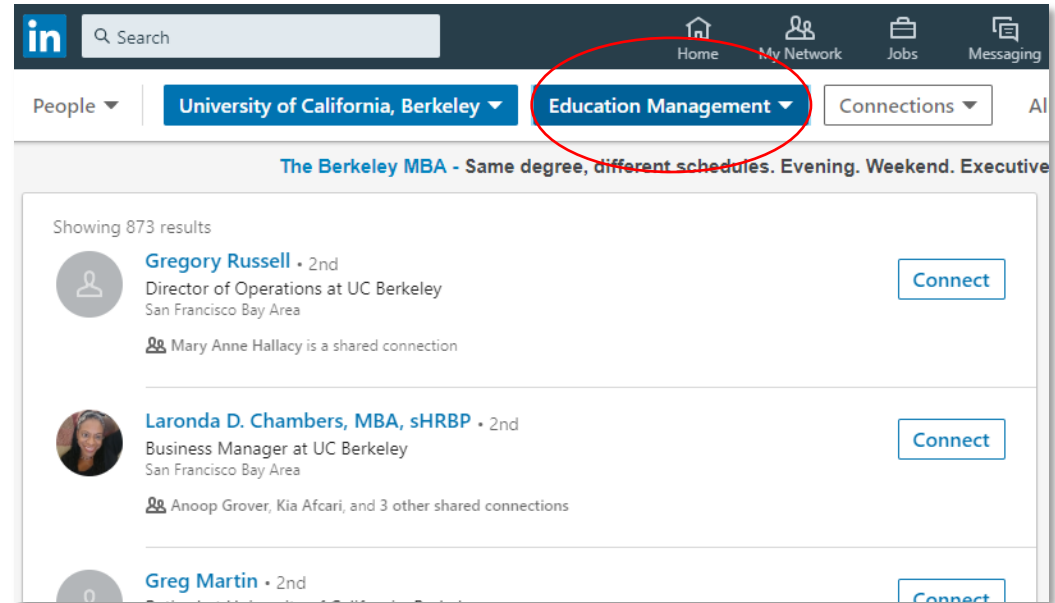 in
Search
Home
My Network
Jobs
Messaging
People
University of California, Berkeley
Education Management
Connections
Al
The Berkeley MBA - Same degree, different schedules. Evening. Weekend. Executive
Showing 873 results
Gregory Russell • 2nd
Director of Operations at UC Berkeley
San Francisco Bay Area
Mary Anne Hallacy is a shared connection
Connect
Laronda D. Chambers, MBA, sHRBP • 2nd
Business Manager at UC Berkeley
San Francisco Bay Area
Anoop Grover, Kia Afcari, and 3 other shared connections
Connect
Greg Martin • 2nd
Connect